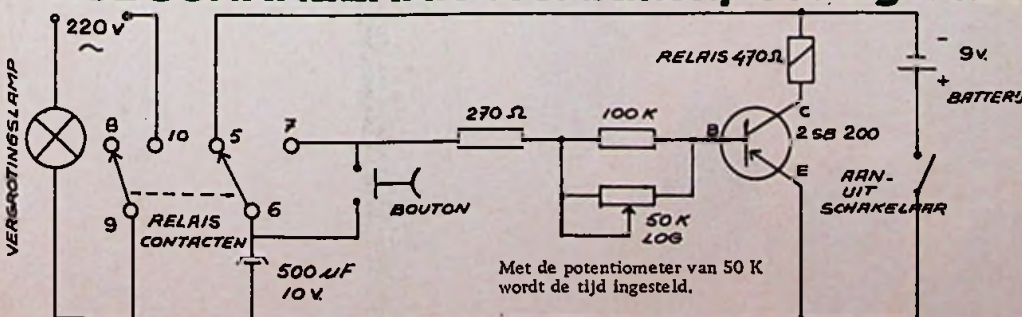 220 v
~
RELAIS 470Ω
-
9v.
+
BATTERIJ
VERGROTINGSLAMP
8
10
5
7
270 Ω
100 K
B
C
2 SB 200
E
9
RELAIS
CONTACTEN
6
BOUTON
50 K
LOG
AAN-
UIT
SCHAKELAAR
500 µF
10 V.
Met de potentiometer van 50 K
wordt de tijd ingesteld.